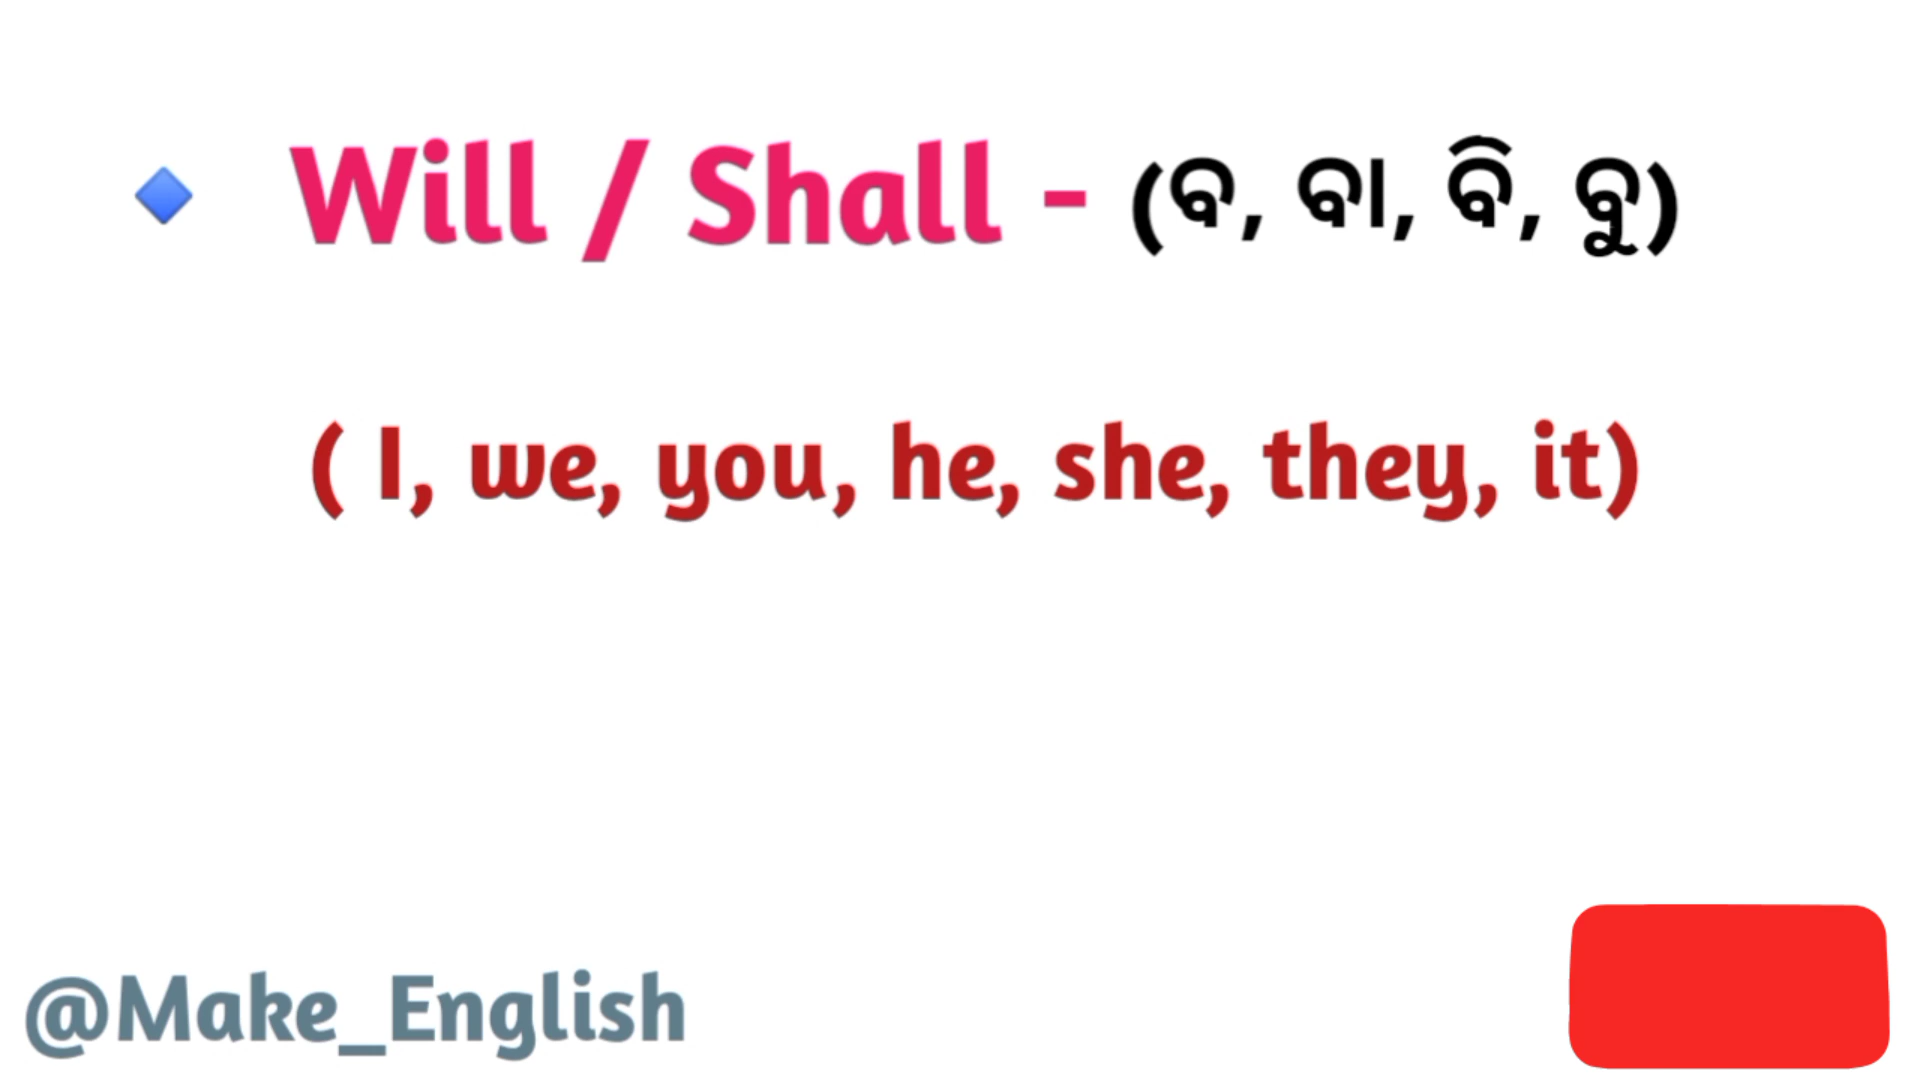 Will / Shall - (ବ, ବା, ବି, ବୁ)
( I, we, you, he, she, they, it)
@Make_English